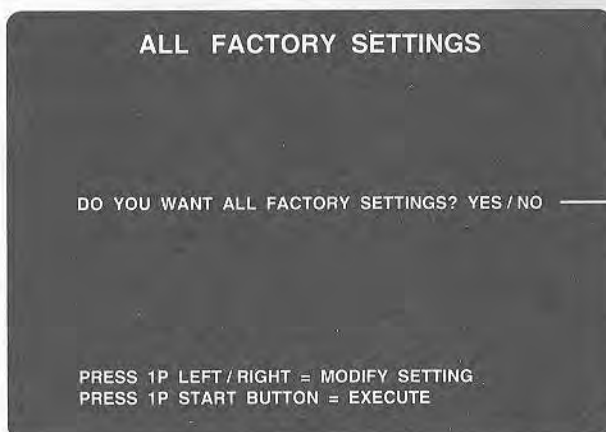 ALL FACTORY SETTINGS
DO YOU WANT ALL FACTORY SETTINGS? YES / NO
PRESS 1P LEFT / RIGHT = MODIFY SETTING
PRESS 1P START BUTTON = EXECUTE